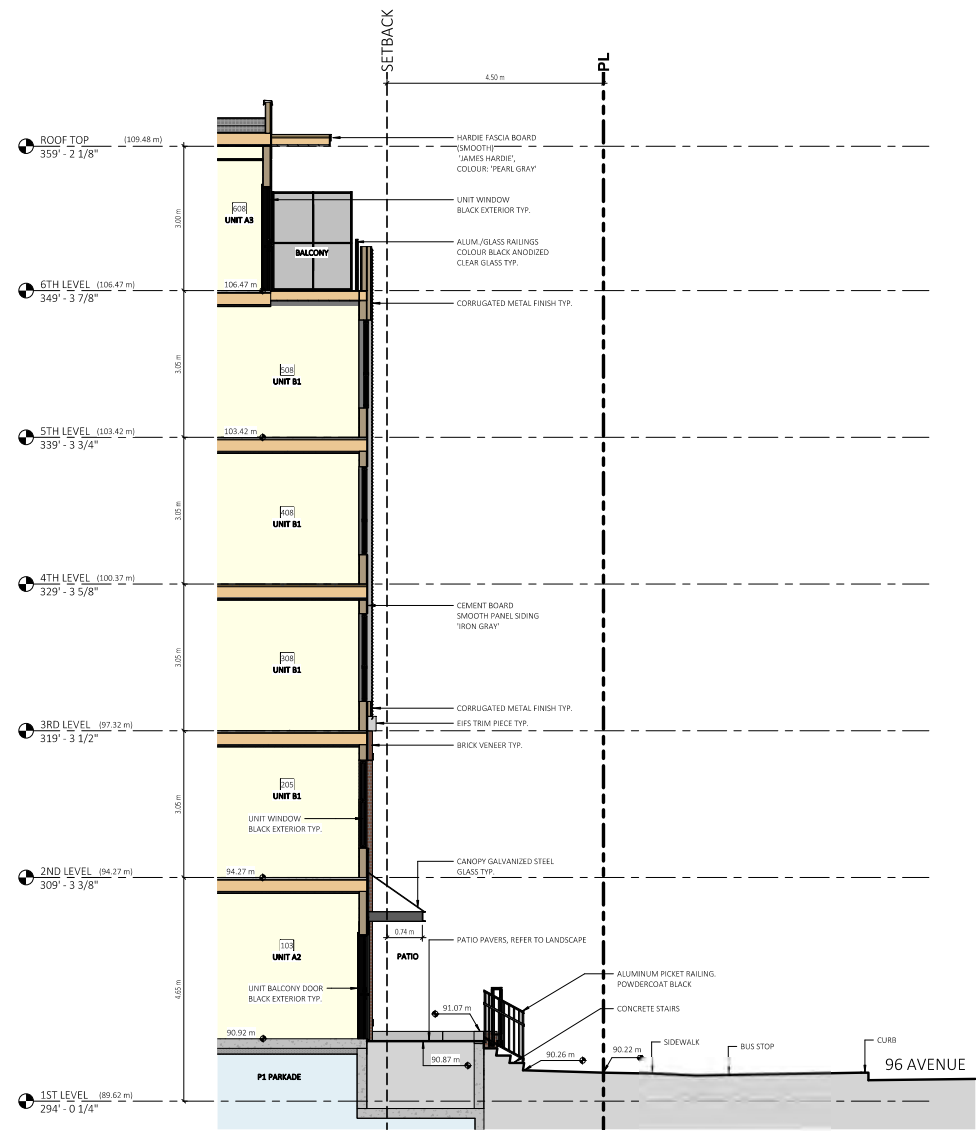 SETBACK
PL
4.50 m
ROOF TOP (109.48 m)
359' - 2 1/8"
HARDIE FASCIA BOARD
(SMOOTH)
'JAMES HARDIE',
COLOUR: 'PEARL GRAY'
3.00 m
608
UNIT A3
UNIT WINDOW
BLACK EXTERIOR TYP.
BALCONY
ALUM./GLASS RAILINGS
COLOUR BLACK ANODIZED
CLEAR GLASS TYP.
6TH LEVEL (106.47 m)
349' - 3 7/8"
106.47 m
CORRUGATED METAL FINISH TYP.
3.05 m
508
UNIT B1
5TH LEVEL (103.42 m)
339' - 3 3/4"
103.42 m
3.05 m
408
UNIT B1
4TH LEVEL (100.37 m)
329' - 3 5/8"
CEMENT BOARD
SMOOTH PANEL SIDING
'IRON GRAY'
3.05 m
308
UNIT B1
CORRUGATED METAL FINISH TYP.
EIFS TRIM PIECE TYP.
3RD LEVEL (97.32 m)
319' - 3 1/2"
BRICK VENEER TYP.
3.05 m
205
UNIT B1
UNIT WINDOW
BLACK EXTERIOR TYP.
2ND LEVEL (94.27 m)
309' - 3 3/8"
94.27 m
CANOPY GALVANIZED STEEL
GLASS TYP.
0.74 m
PATIO
PATIO PAVERS, REFER TO LANDSCAPE
4.65 m
103
UNIT A2
UNIT BALCONY DOOR
BLACK EXTERIOR TYP.
ALUMINUM PICKET RAILING.
POWDERCOAT BLACK
CONCRETE STAIRS
91.07 m
90.92 m
90.87 m
90.26 m
90.22 m
SIDEWALK
BUS STOP
CURB
96 AVENUE
P1 PARKADE
1ST LEVEL (89.62 m)
294' - 0 1/4"